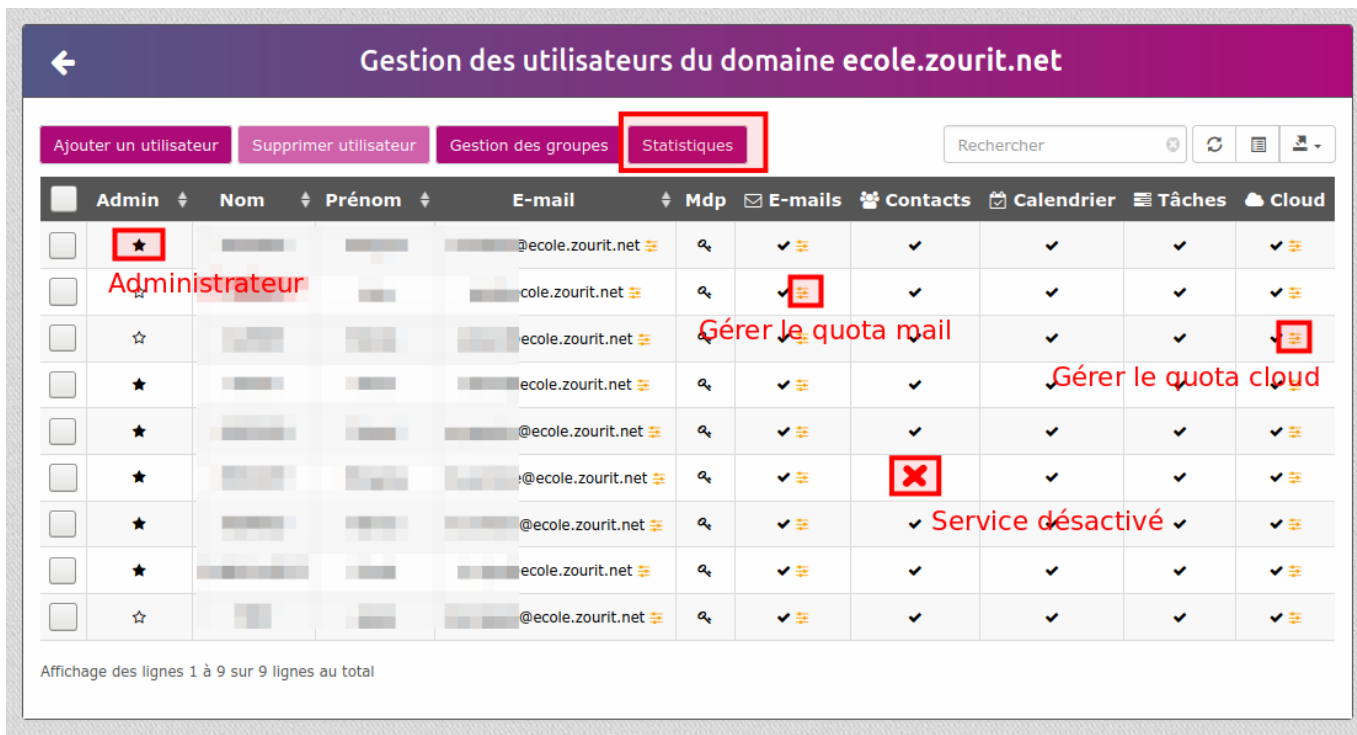 Gestion des utilisateurs du domaine ecole.zourit.net
Ajouter un utilisateur Supprimer utilisateur Gestion des groupes Statistiques Rechercher
Admin Nom Prénom E-mail Mdp E-mails Contacts Calendrier Tâches Cloud
@ecole.zourit.net
Administrateur
cole.zourit.net
Gérer le quota mail
ecole.zourit.net
Gérer le quota cloud
ecole.zourit.net
@ecole.zourit.net
@ecole.zourit.net
Service désactivé
@ecole.zourit.net
ecole.zourit.net
@ecole.zourit.net
Affichage des lignes 1 à 9 sur 9 lignes au total